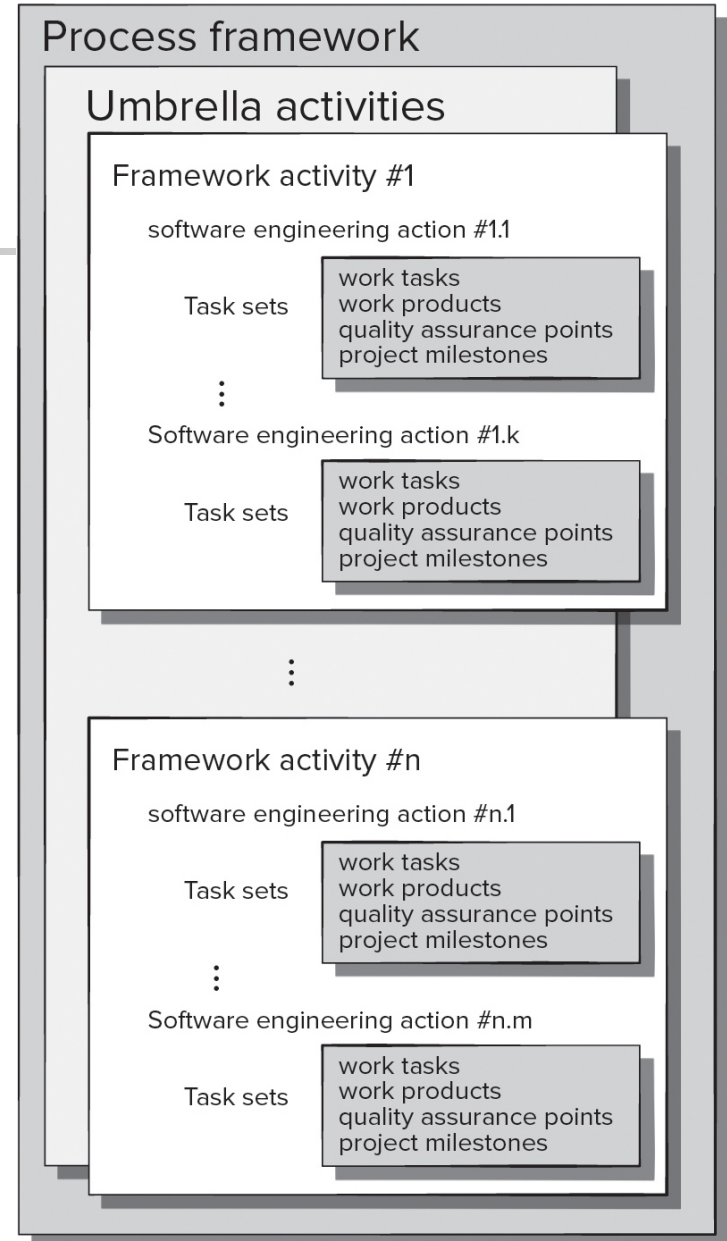 Process framework
Umbrella activities
Framework activity #1
software engineering action #1.1
Task sets
work tasks
work products
quality assurance points
project milestones
⋮
Software engineering action #1.k
Task sets
work tasks
work products
quality assurance points
project milestones
⋮
Framework activity #n
software engineering action #n.1
Task sets
work tasks
work products
quality assurance points
project milestones
⋮
Software engineering action #n.m
Task sets
work tasks
work products
quality assurance points
project milestones